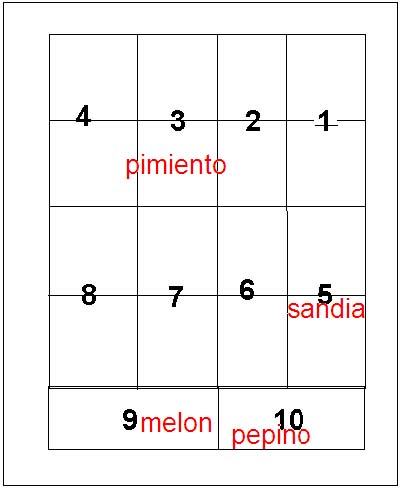 4 3 2 1
pimiento
8 7 6 5
sandia
9 melon 10
pepino